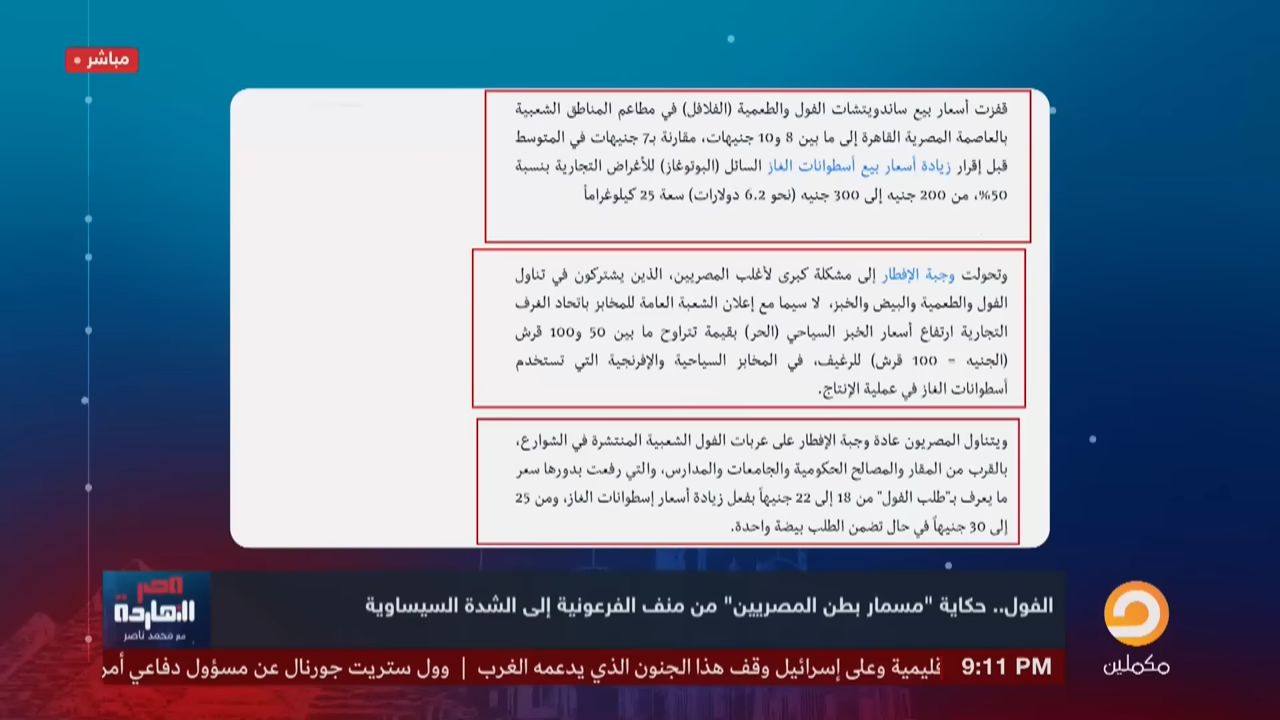 مباشر
قفزت أسعار بيع ساندويتشات الفول والطعمية (الفلافل) في مطاعم المناطق الشعبية
بالعاصمة المصرية القاهرة إلى ما بين 8 و10 جنيهات، مقارنة بـ7 جنيهات في المتوسط
قبل إقرار زيادة أسعار بيع أسطوانات الغاز السائل (البوتوغاز) للأغراض التجارية بنسبة
50%، من 200 جنيه إلى 300 جنيه (نحو 6.2 دولارات) سعة 25 كيلوغراماً
وتحولت وجبة الإفطار إلى مشكلة كبرى لأغلب المصريين، الذين يشتركون في تناول
الفول والطعمية والبيض والخبز، لا سيما مع إعلان الشعبة العامة للمخابز باتحاد الغرف
التجارية ارتفاع أسعار الخبز السياحي (الحر) بقيمة تتراوح ما بين 50 و100 قرش
(الجنيه = 100 قرش) للرغيف، في المخابز السياحية والإفرنجية التي تستخدم
أسطوانات الغاز في عملية الإنتاج.
ويتناول المصريون عادة وجبة الإفطار على عربات الفول الشعبية المنتشرة في الشوارع،
بالقرب من المقار والمصالح الحكومية والجامعات والمدارس، والتي رفعت بدورها سعر
ما يعرف بـ"طلب الفول" من 18 إلى 22 جنيهاً بفعل زيادة أسعار إسطوانات الغاز، ومن 25
إلى 30 جنيهاً في حال تضمن الطلب بيضة واحدة.
الفول.. حكاية "مسمار بطن المصريين" من منف الفرعونية إلى الشدة السيساوية
مصر
النهاردة
مع محمد ناصر
9:11 PM
قليمية وعلى إسرائيل وقف هذا الجنون الذي يدعمه الغرب | وول ستريت جورنال عن مسؤول دفاعي أمر
مكملين